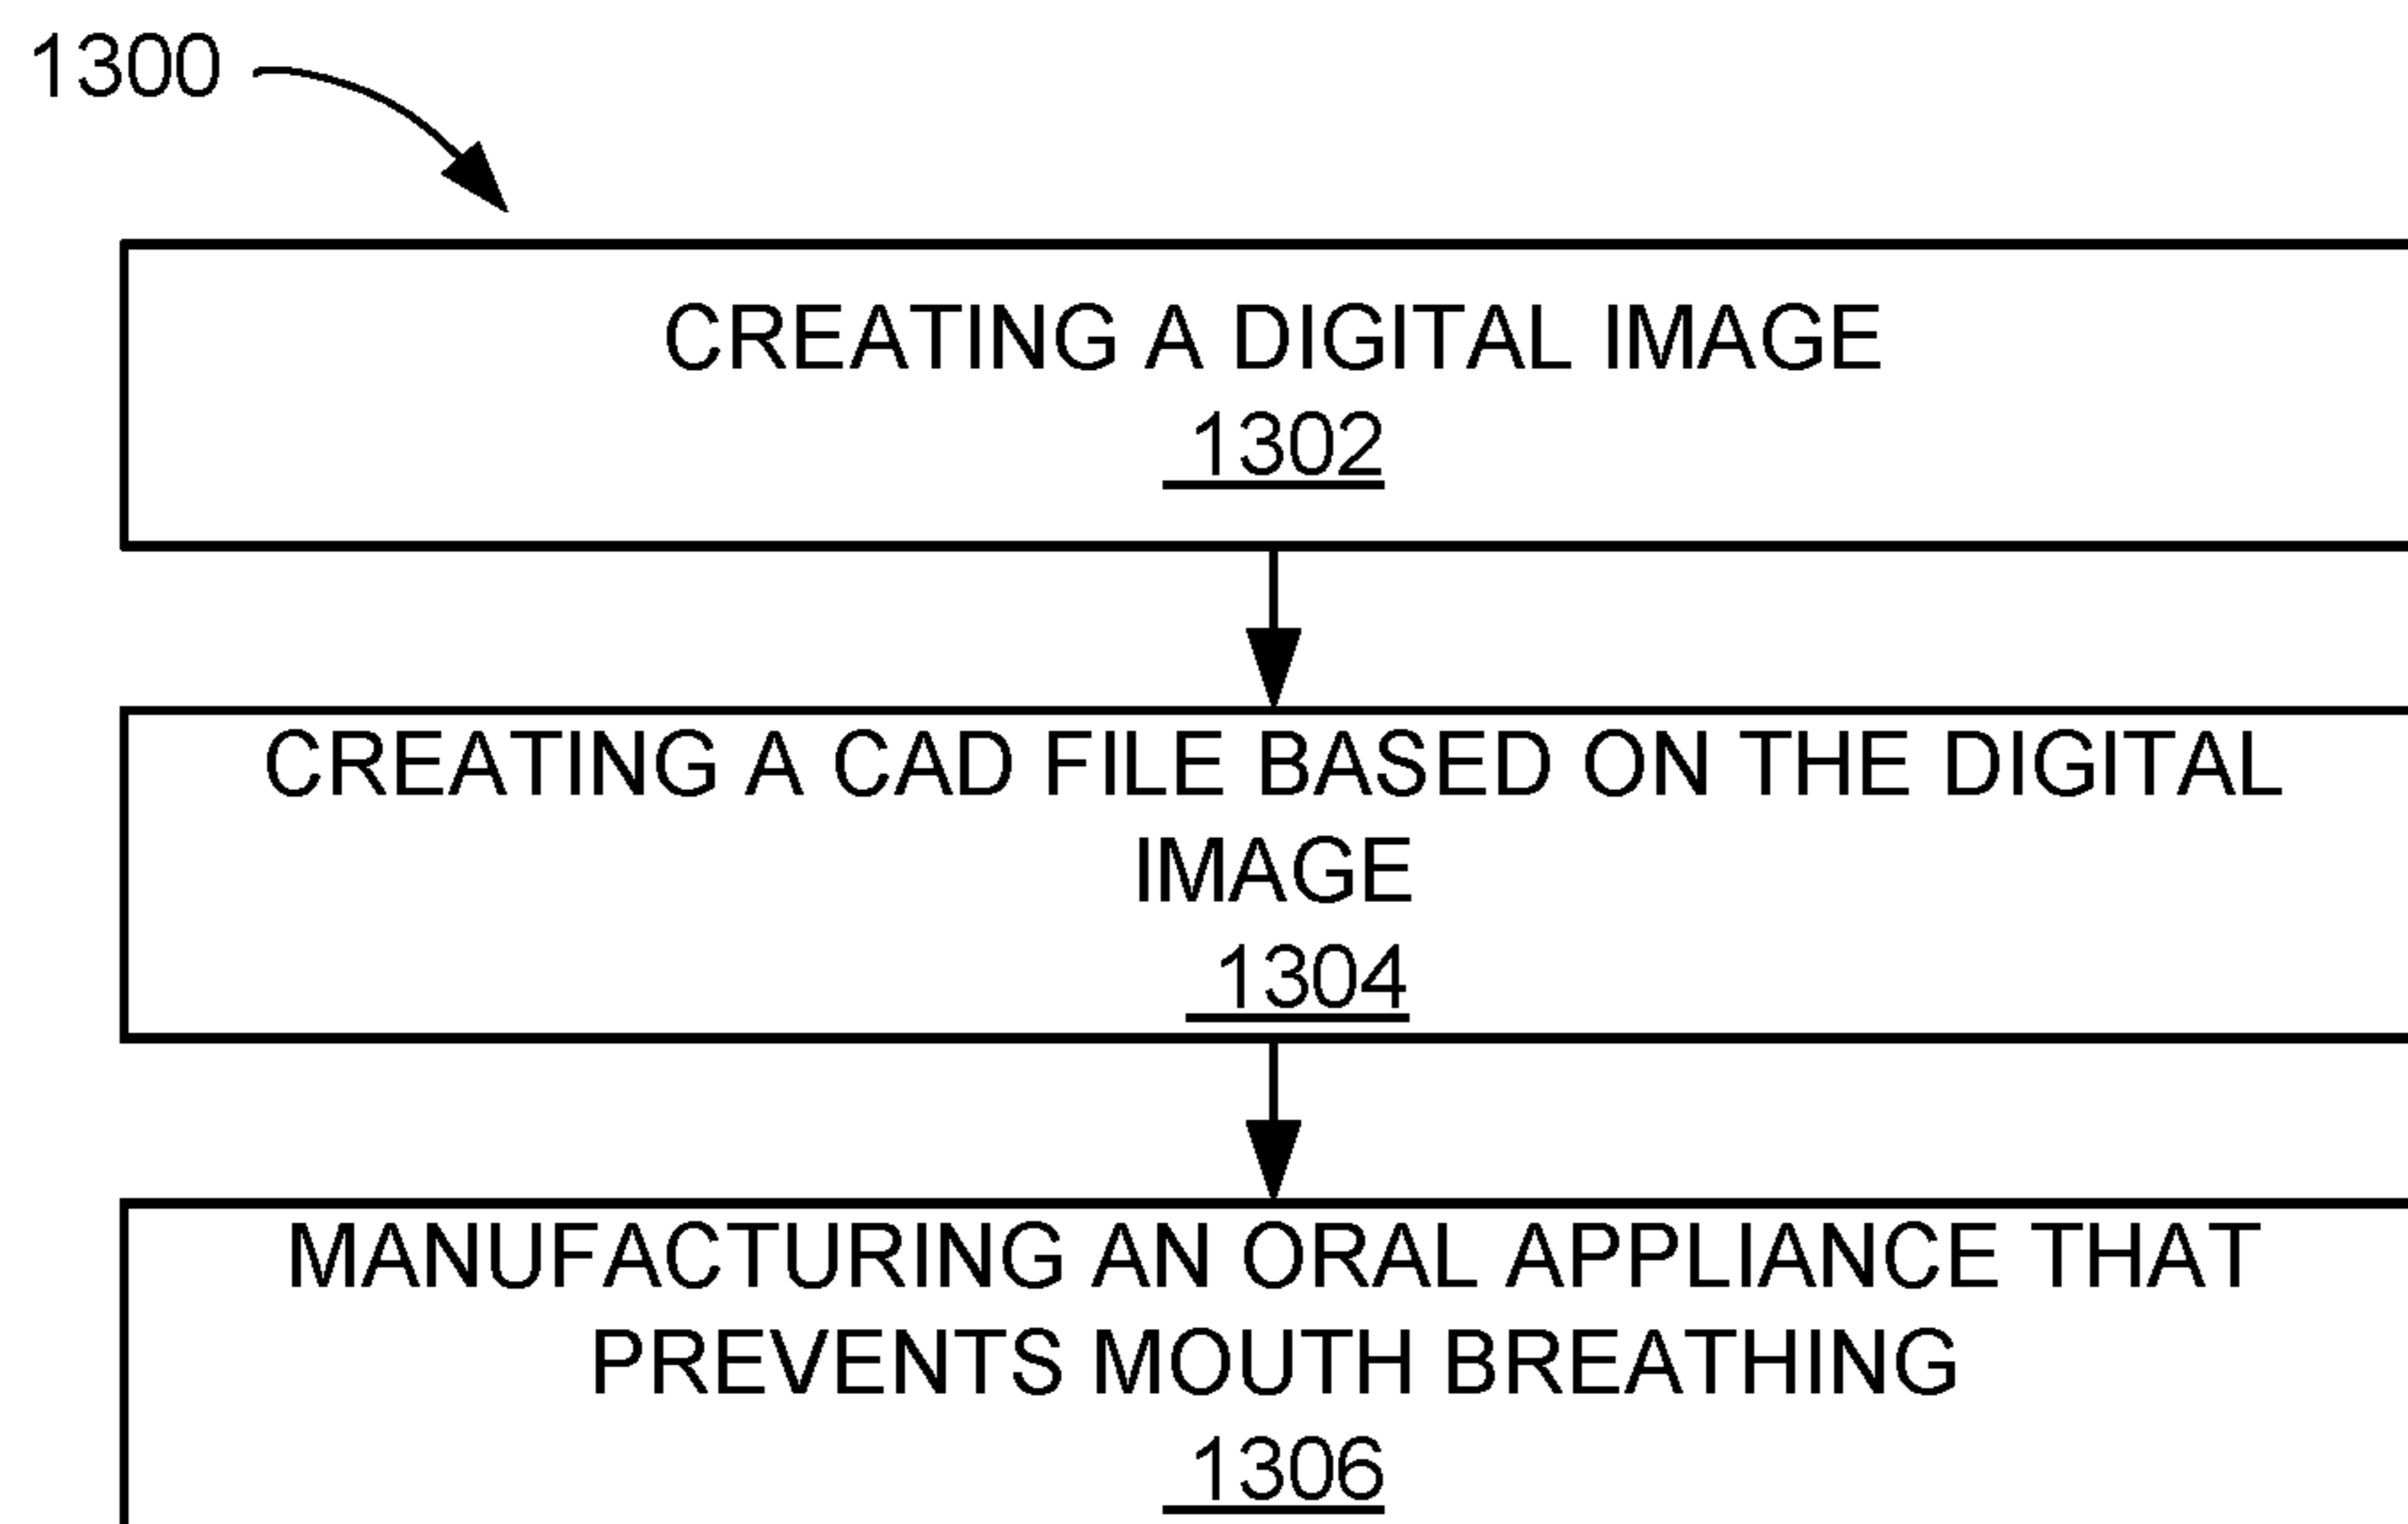 1300
CREATING A DIGITAL IMAGE
1302
CREATING A CAD FILE BASED ON THE DIGITAL
IMAGE
1304
MANUFACTURING AN ORAL APPLIANCE THAT
PREVENTS MOUTH BREATHING
1306